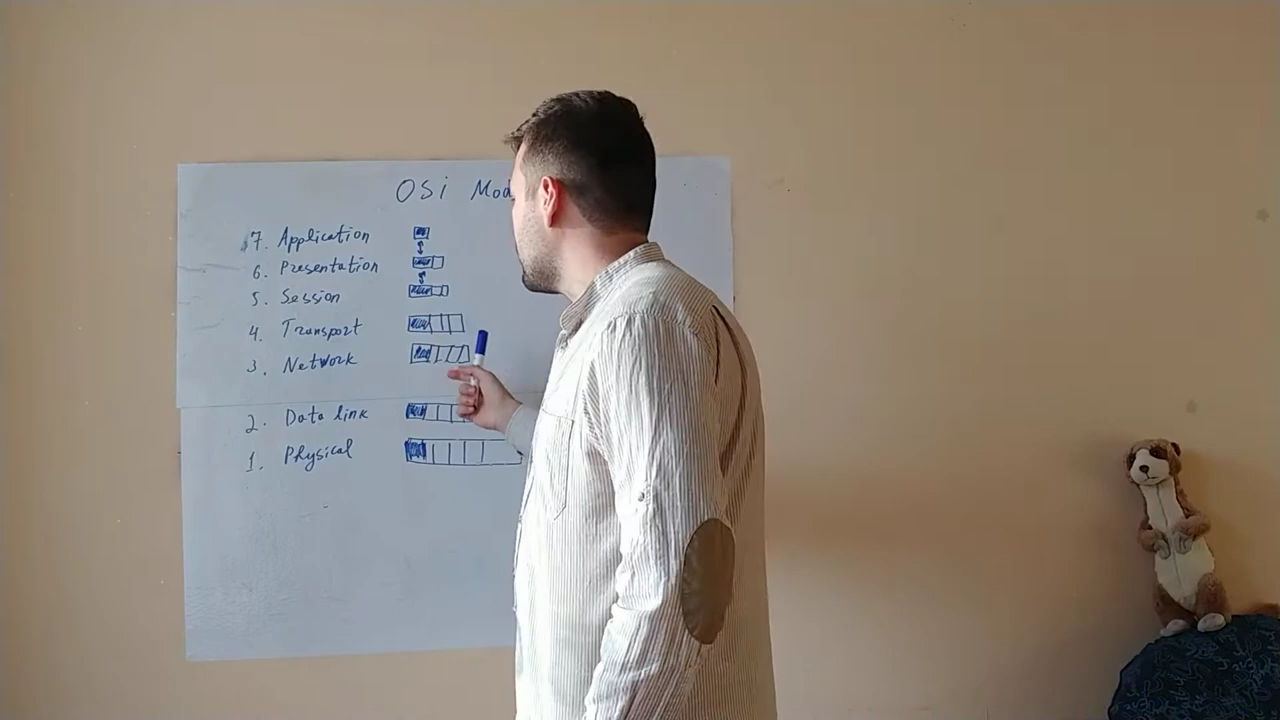 OSi Mod
7. Application
6. Presentation
5. Session
4. Transport
3. Network
2. Data link
1. Physical